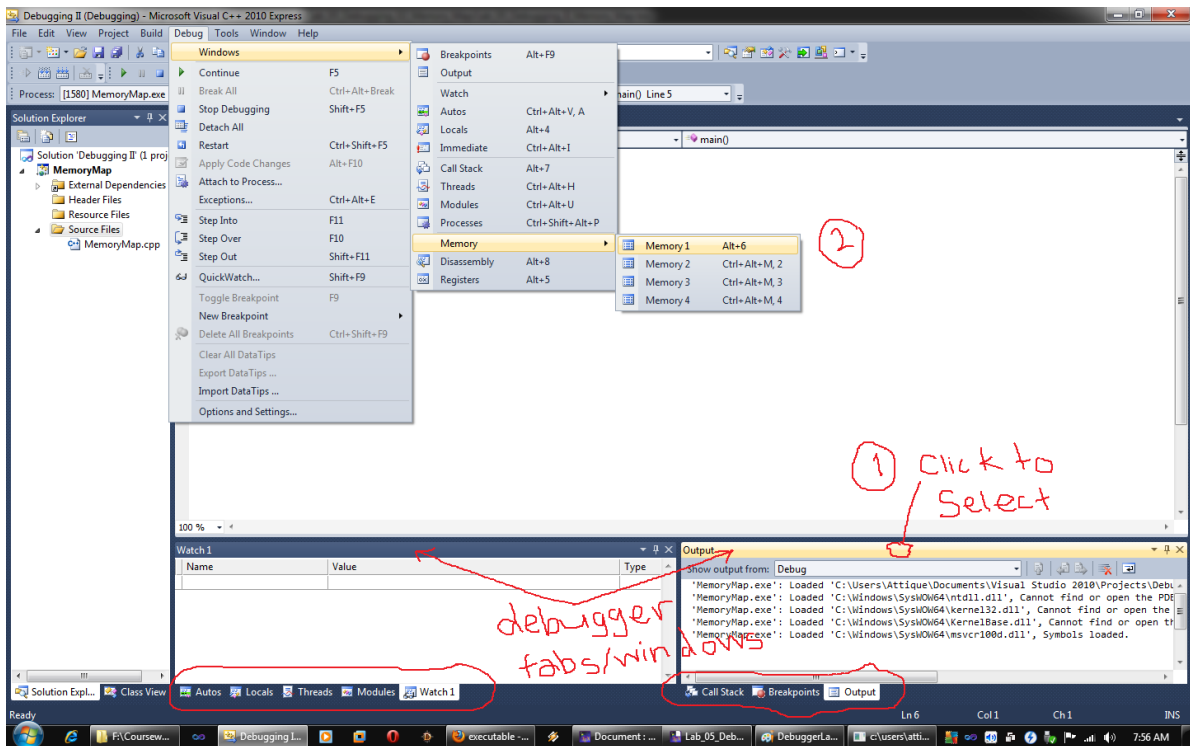 Debugging II (Debugging) - Microsoft Visual C++ 2010 Express
File Edit View Project Build Debug Tools Window Help
Process: [1580] MemoryMap.exe
main() Line 5
Solution Explorer
main()
Solution 'Debugging II' (1 proj
MemoryMap
External Dependencies
Header Files
Resource Files
Source Files
MemoryMap.cpp
Windows
Continue F5
Break All Ctrl+Alt+Break
Stop Debugging Shift+F5
Detach All
Restart Ctrl+Shift+F5
Apply Code Changes Alt+F10
Attach to Process...
Exceptions... Ctrl+Alt+E
Step Into F11
Step Over F10
Step Out Shift+F11
QuickWatch... Shift+F9
Toggle Breakpoint F9
New Breakpoint
Delete All Breakpoints Ctrl+Shift+F9
Clear All DataTips
Export DataTips ...
Import DataTips ...
Options and Settings...
Breakpoints Alt+F9
Output
Watch
Autos Ctrl+Alt+V, A
Locals Alt+4
Immediate Ctrl+Alt+I
Call Stack Alt+7
Threads Ctrl+Alt+H
Modules Ctrl+Alt+U
Processes Ctrl+Shift+Alt+P
Memory
Disassembly Alt+8
Registers Alt+5
Memory 1 Alt+6
Memory 2 Ctrl+Alt+M, 2
Memory 3 Ctrl+Alt+M, 3
Memory 4 Ctrl+Alt+M, 4
2
1 Click to
Select
100 %
Watch 1
Name Value Type
Output
Show output from: Debug
'MemoryMap.exe': Loaded 'C:\Users\Attique\Documents\Visual Studio 2010\Projects\Debu
'MemoryMap.exe': Loaded 'C:\Windows\SysWOW64\ntdll.dll', Cannot find or open the PDB
'MemoryMap.exe': Loaded 'C:\Windows\SysWOW64\kernel32.dll', Cannot find or open the
'MemoryMap.exe': Loaded 'C:\Windows\SysWOW64\KernelBase.dll', Cannot find or open th
'MemoryMap.exe': Loaded 'C:\Windows\SysWOW64\msvcr100d.dll', Symbols loaded.
debugger
tabs/windows
Solution Expl... Class View Autos Locals Threads Modules Watch 1 Call Stack Breakpoints Output
Ready Ln 6 Col 1 Ch 1 INS
F:\Coursew... Debugging I... executable -... Document : ... Lab_05_Deb... DebuggerLa... c:\users\atti... 7:56 AM